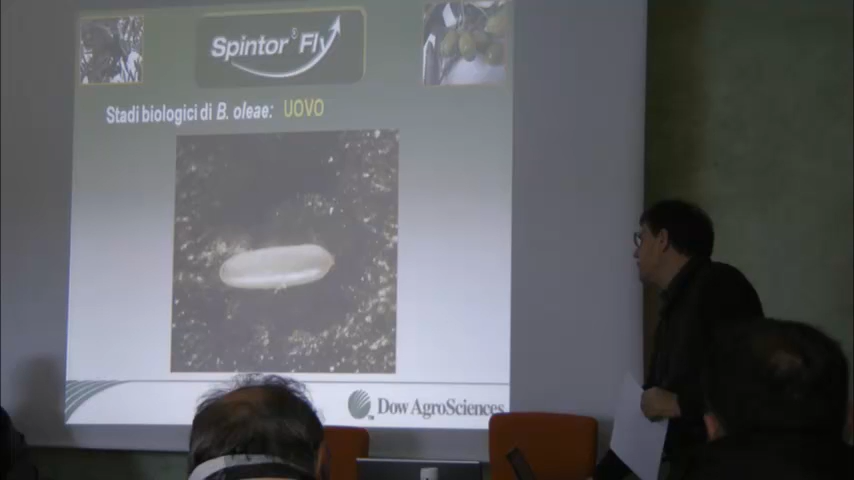 Spintor® Fly
Stadi biologici di B. oleae: UOVO
Dow AgroSciences